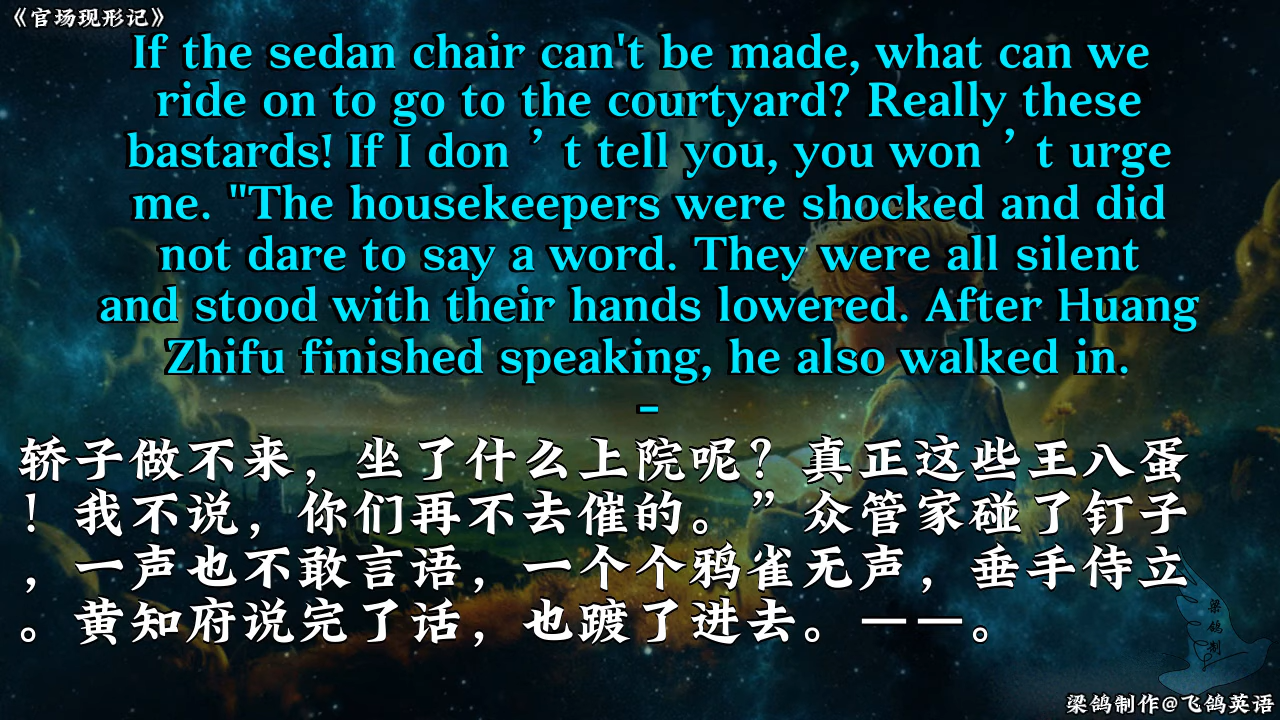 《官场现形记》
If the sedan chair can't be made, what can we
ride on to go to the courtyard? Really these
bastards! If I don ’ t tell you, you won ’ t urge
me. "The housekeepers were shocked and did
not dare to say a word. They were all silent
and stood with their hands lowered. After Huang
Zhifu finished speaking, he also walked in.
-
轿子做不来，坐了什么上院呢？真正这些王八蛋
！我不说，你们再不去催的。”众管家碰了钉子
，一声也不敢言语，一个个鸦雀无声，垂手侍立
。黄知府说完了话，也踱了进去。——。
梁鸽制
梁鸽制作@飞鸽英语